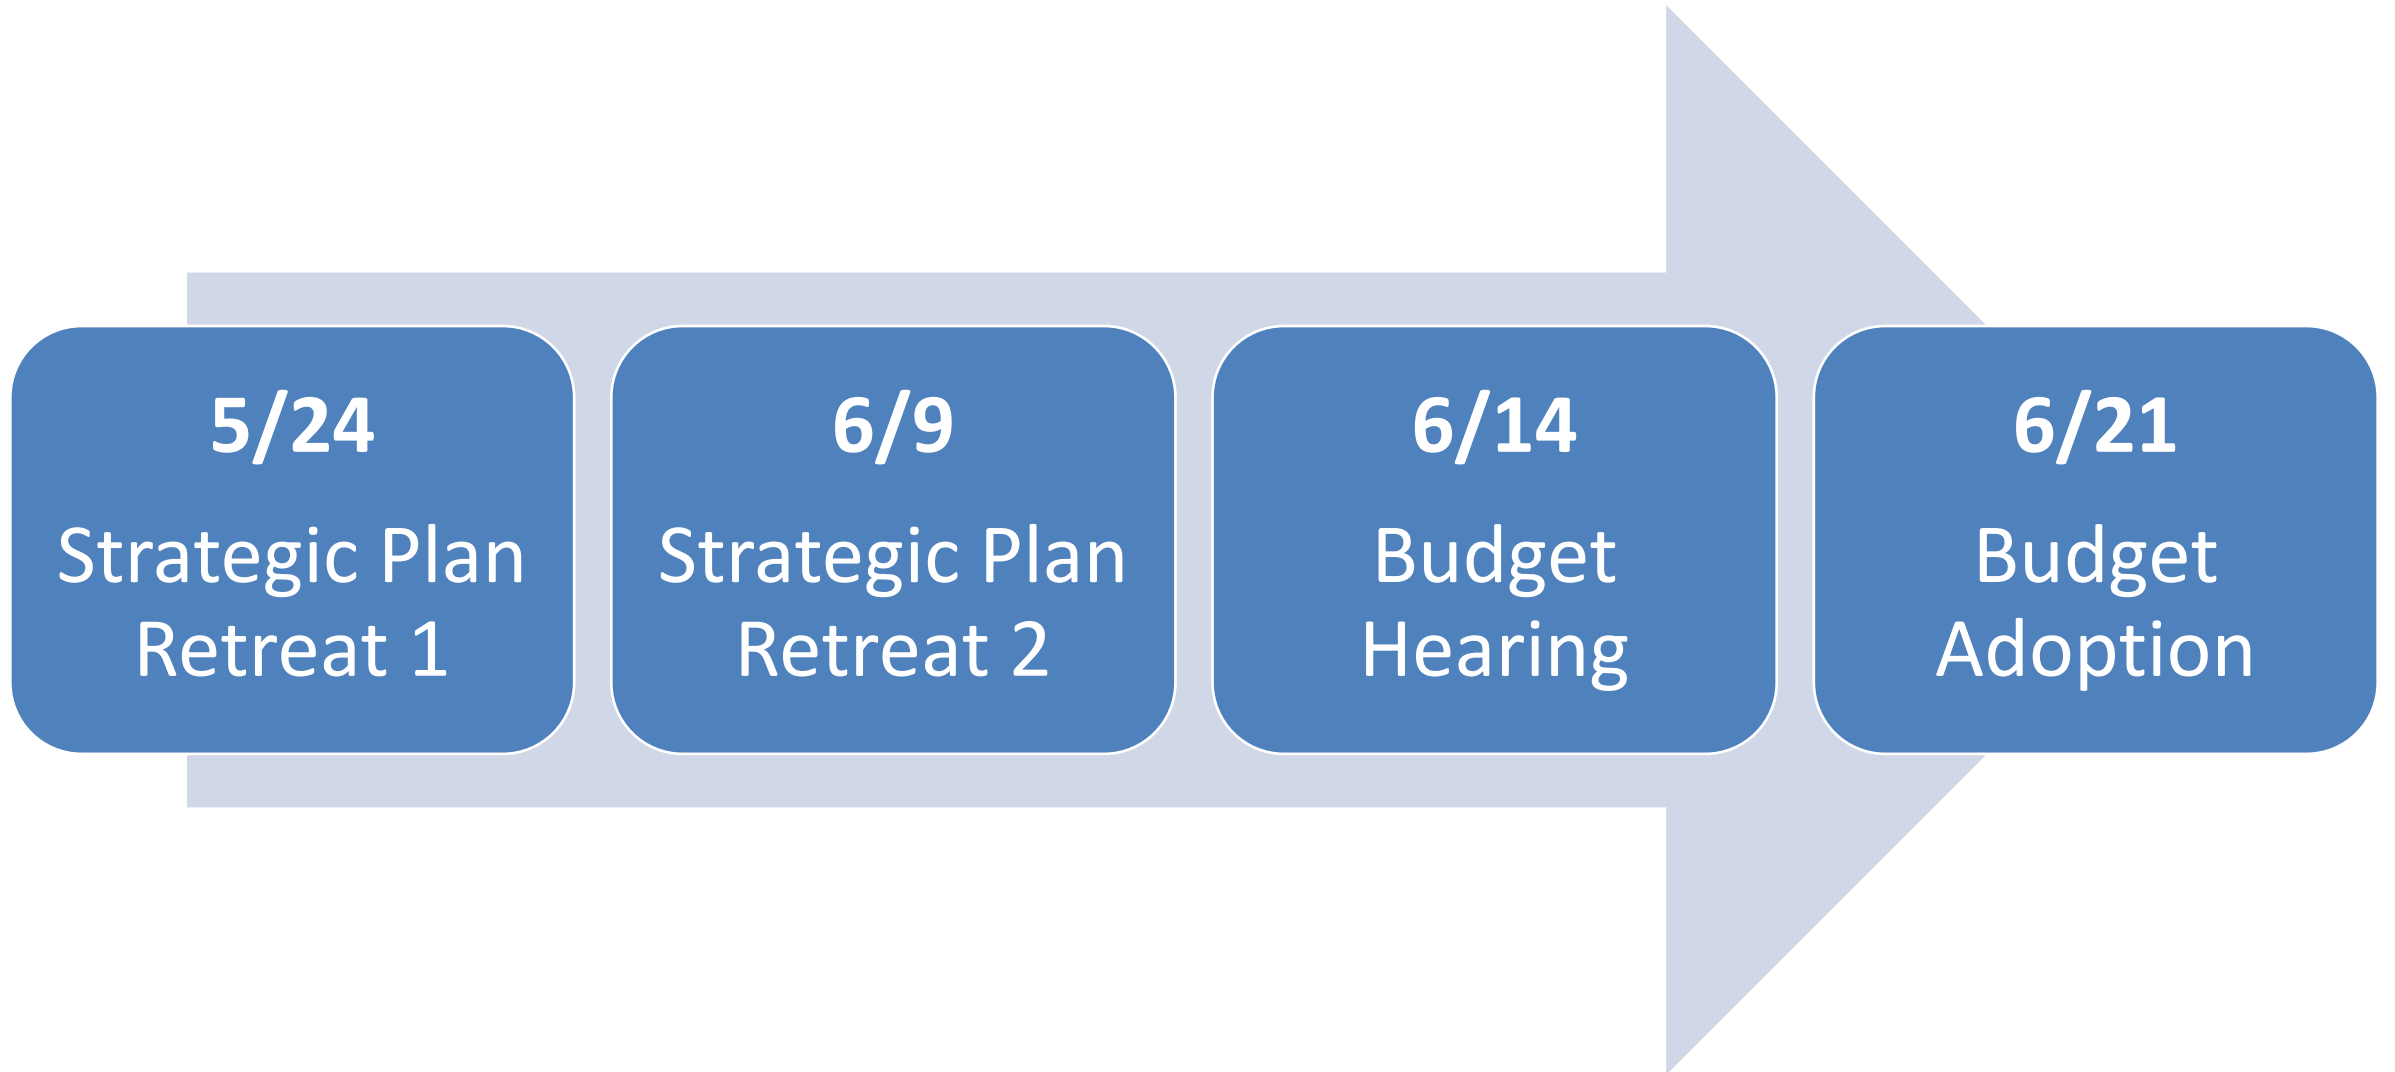 5/24
Strategic Plan
Retreat 1
6/9
Strategic Plan
Retreat 2
6/14
Budget
Hearing
6/21
Budget
Adoption